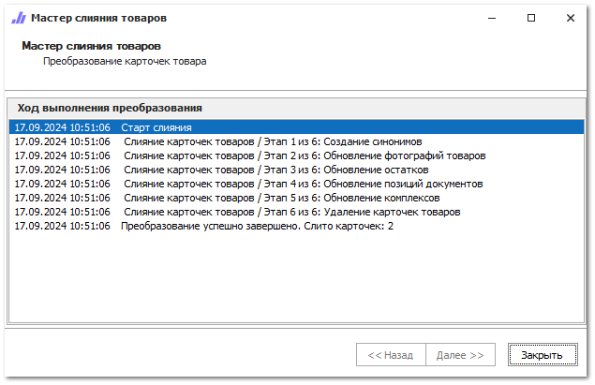 Мастер слияния товаров
Мастер слияния товаров
Преобразование карточек товара
Ход выполнения преобразования
17.09.2024 10:51:06 Старт слияния
17.09.2024 10:51:06 Слияние карточек товаров / Этап 1 из 6: Создание синонимов
17.09.2024 10:51:06 Слияние карточек товаров / Этап 2 из 6: Обновление фотографий товаров
17.09.2024 10:51:06 Слияние карточек товаров / Этап 3 из 6: Обновление остатков
17.09.2024 10:51:06 Слияние карточек товаров / Этап 4 из 6: Обновление позиций документов
17.09.2024 10:51:06 Слияние карточек товаров / Этап 5 из 6: Обновление комплексов
17.09.2024 10:51:06 Слияние карточек товаров / Этап 6 из 6: Удаление карточек товаров
17.09.2024 10:51:06 Преобразование успешно завершено. Слито карточек: 2
<< Назад Далее >> Закрыть